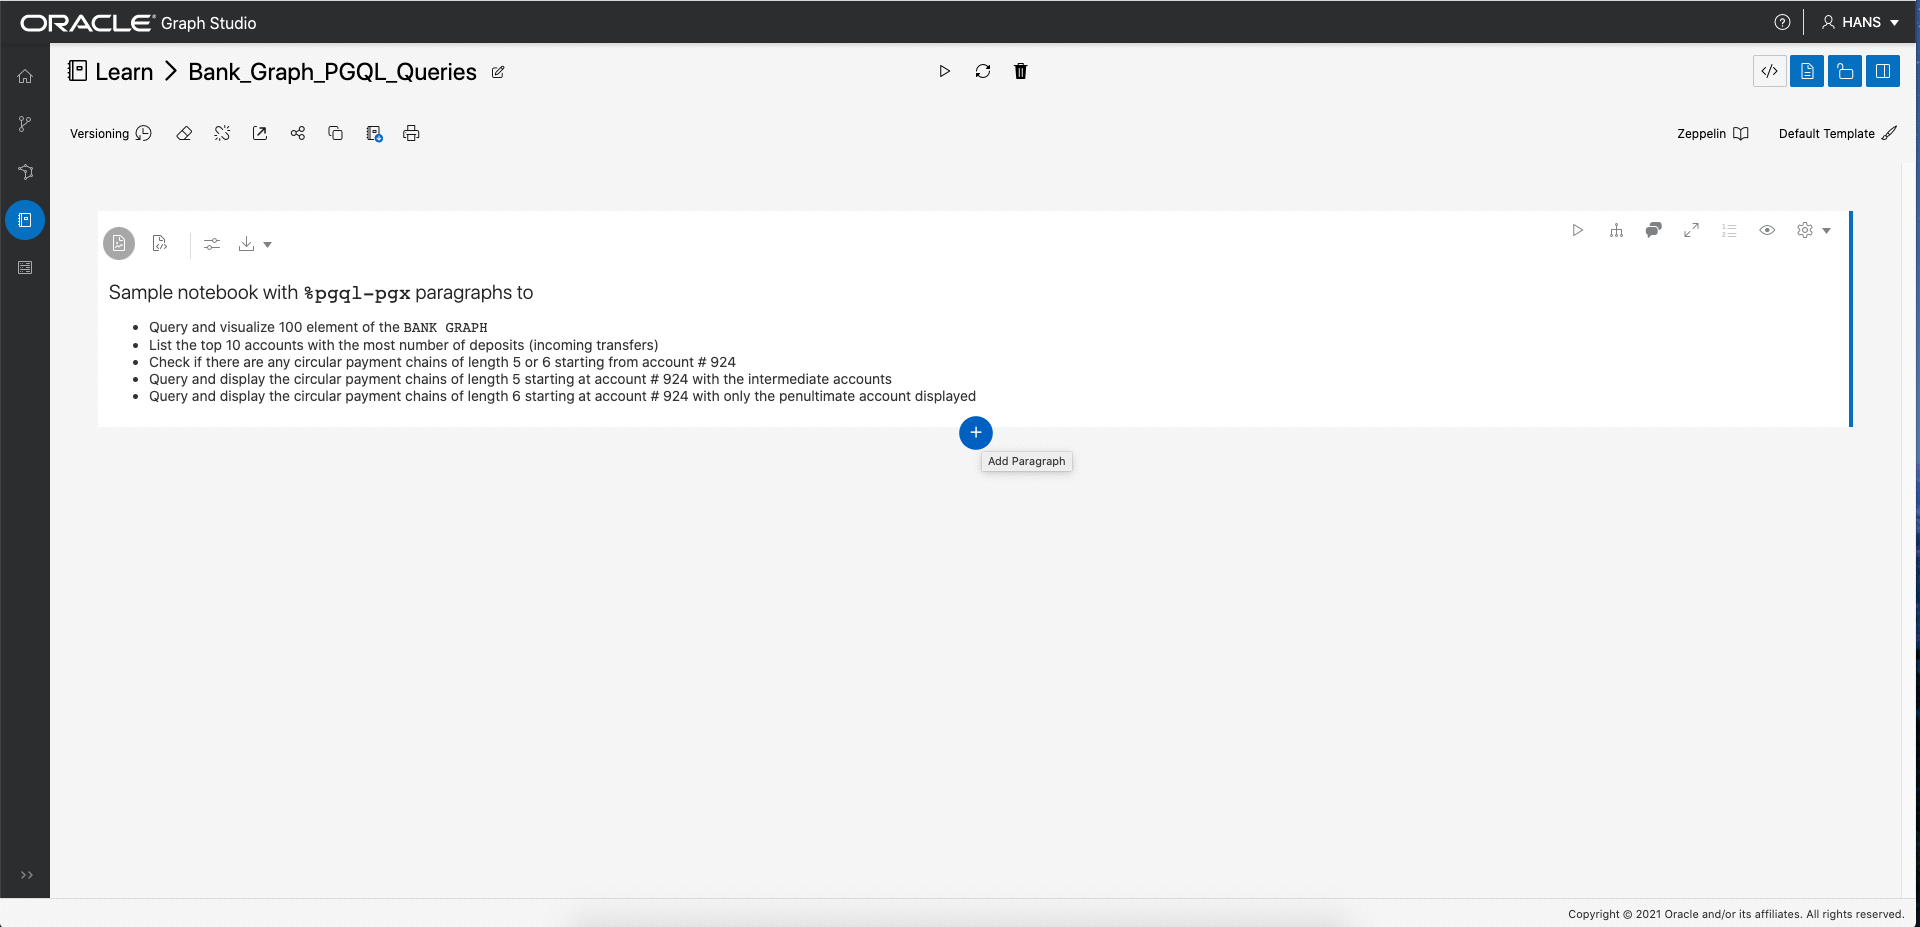 ORACLE® Graph Studio
HANS
Learn > Bank_Graph_PGQL_Queries
Versioning
Zeppelin
Default Template
Sample notebook with %pgql-pgx paragraphs to
• Query and visualize 100 element of the BANK GRAPH
• List the top 10 accounts with the most number of deposits (incoming transfers)
• Check if there are any circular payment chains of length 5 or 6 starting from account # 924
• Query and display the circular payment chains of length 5 starting at account # 924 with the intermediate accounts
• Query and display the circular payment chains of length 6 starting at account # 924 with only the penultimate account displayed
Add Paragraph
Copyright © 2021 Oracle and/or its affiliates. All rights reserved.